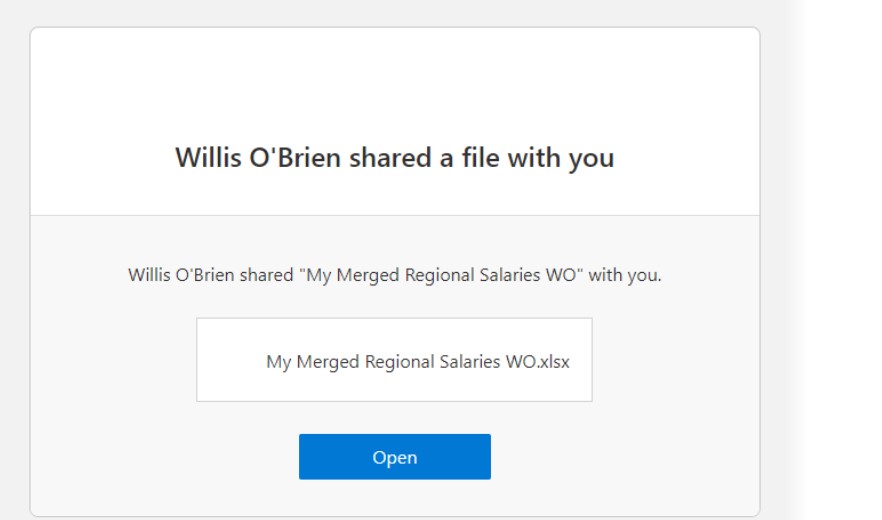 Willis O'Brien shared a file with you
Willis O'Brien shared "My Merged Regional Salaries WO" with you.
My Merged Regional Salaries WO.xlsx
Open